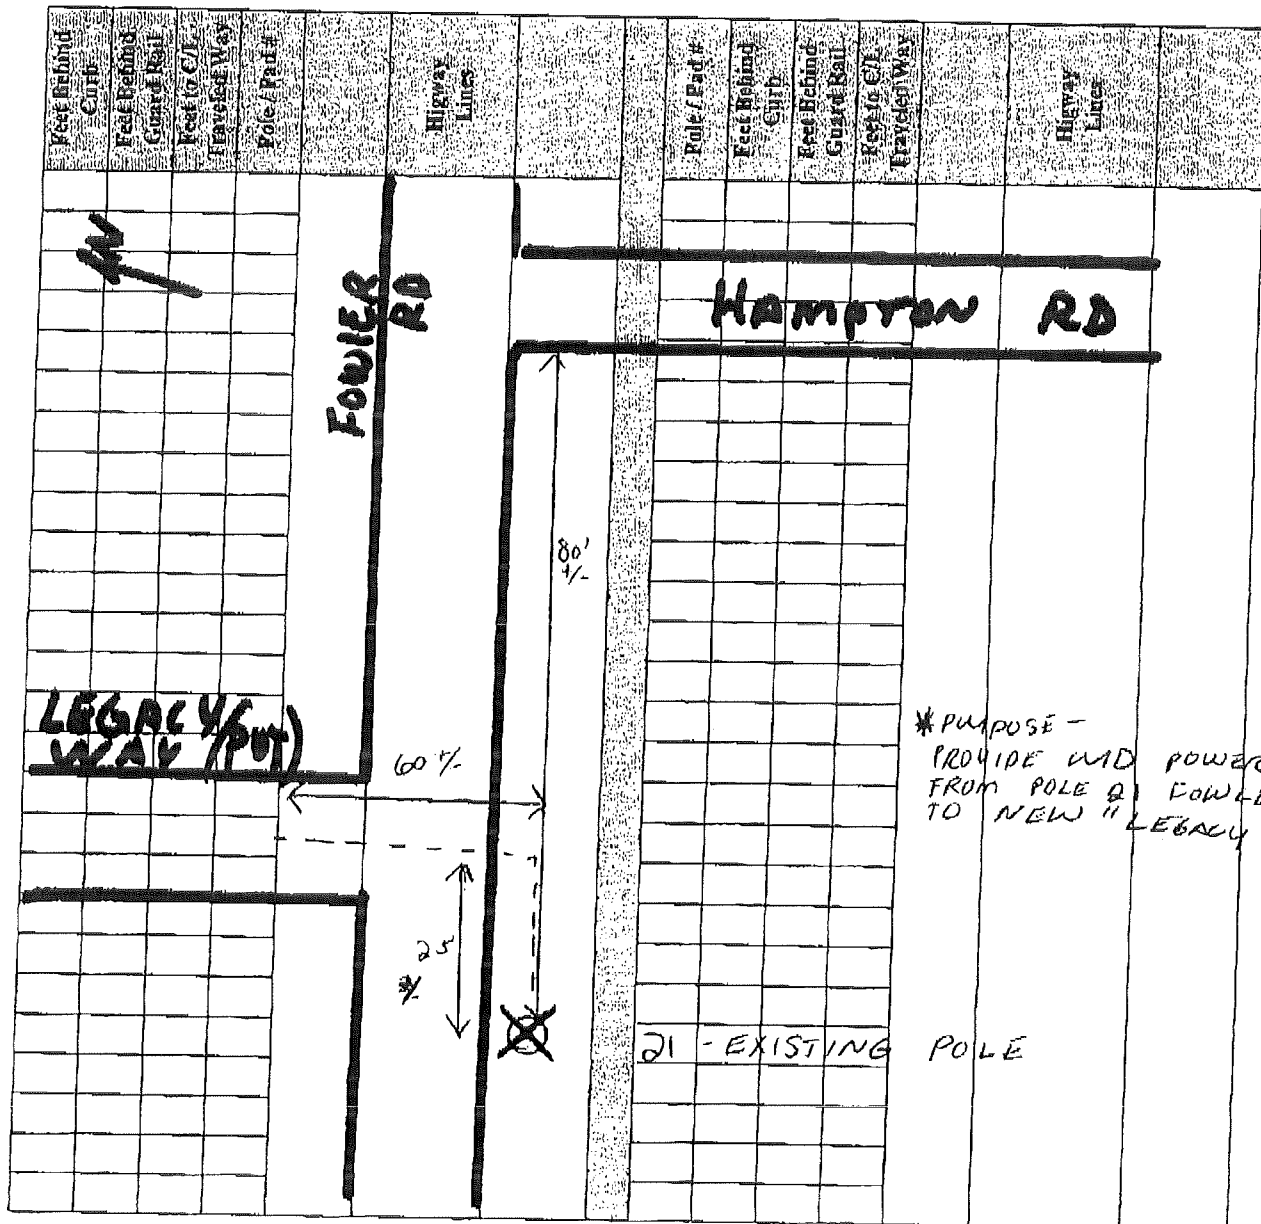 Feet Behind
Curb
Feet Behind
Guard Rail
Feet to C/L
Traveled Way
Pole / Pad #
Higway
Lines
Pole / Pad #
Feet Behind
Curb
Feet Behind
Guard Rail
Feet to C/L
Traveled Way
Higway
Lines
N
FOWLER
RD
HAMPTON RD
80'
+/-
LEGACY
WAY (PVT)
60 +/-
* PURPOSE -
PROVIDE UND POWER
FROM POLE 21 FOWLE
TO NEW "LEGACY
25
21 - EXISTING POLE